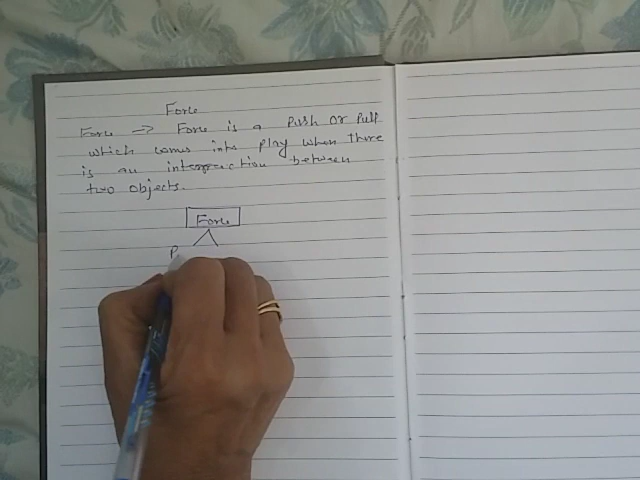 Force
Force → Force is a Push or Pull
which comes into play when there
is an interaction between
two objects.
Force
P